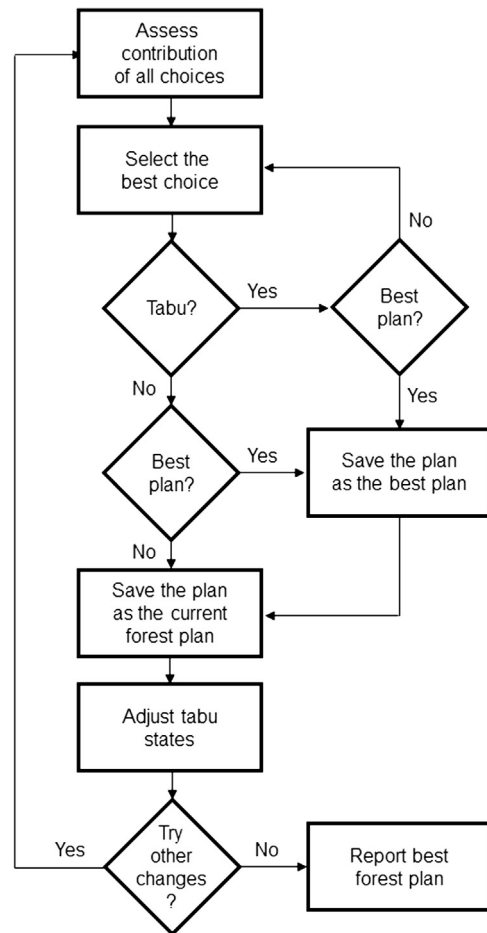 Assess
contribution
of all choices
Select the
best choice
No
Tabu?
Yes
Best
plan?
No
Yes
Best
plan?
Yes
Save the plan
as the best plan
No
Save the plan
as the current
forest plan
Adjust tabu
states
Yes
Try
other
changes
?
No
Report best
forest plan